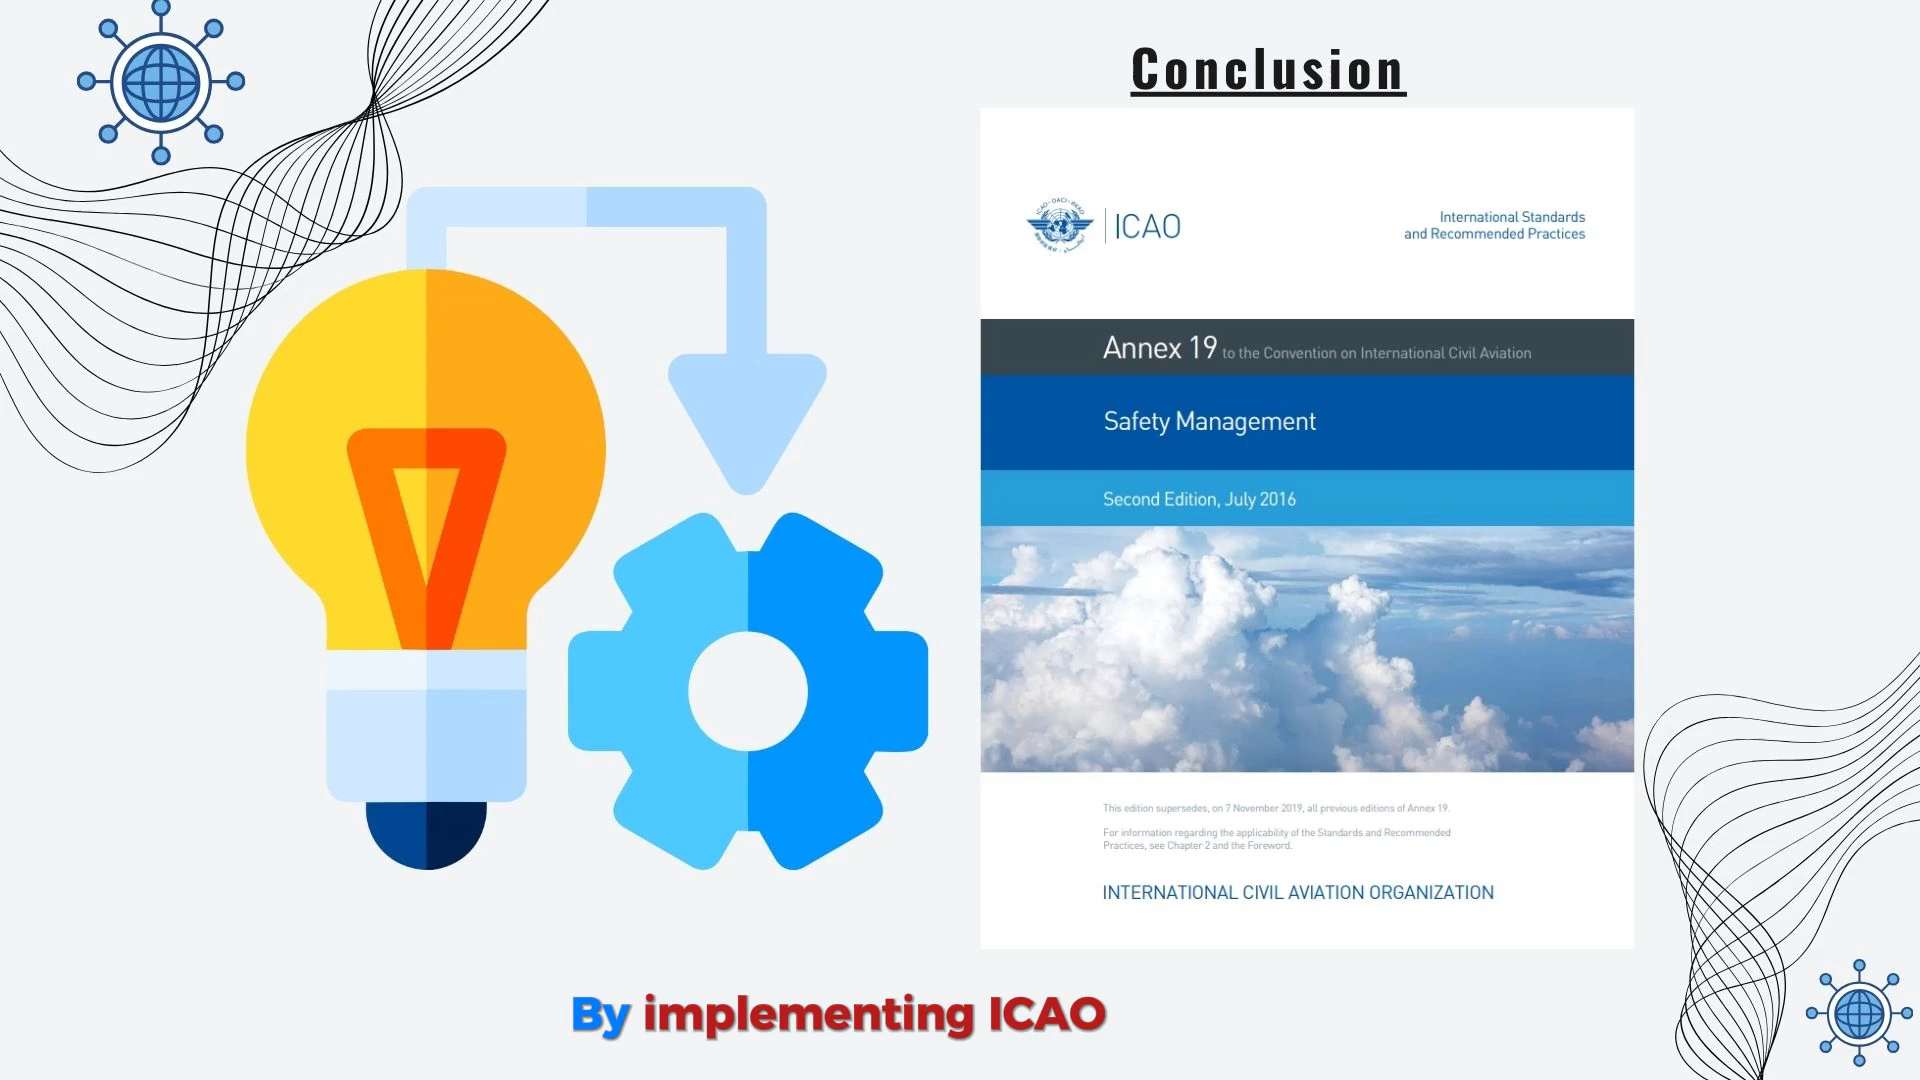 Conclusion
ICAO
International Standards
and Recommended Practices
Annex 19 to the Convention on International Civil Aviation
Safety Management
Second Edition, July 2016
This edition supersedes, on 7 November 2019, all previous editions of Annex 19.
For information regarding the applicability of the Standards and Recommended
Practices, see Chapter 2 and the Foreword.
INTERNATIONAL CIVIL AVIATION ORGANIZATION
By implementing ICAO